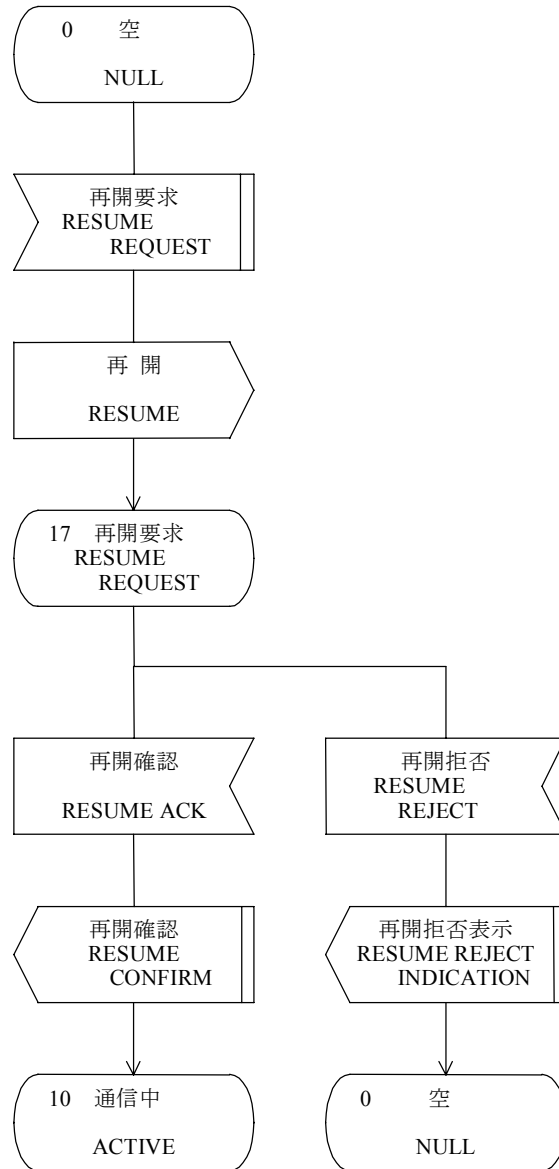 0 空
NULL
再開要求
RESUME
REQUEST
再 開
RESUME
17 再開要求
RESUME
REQUEST
再開確認
RESUME ACK
再開拒否
RESUME
REJECT
再開確認
RESUME
CONFIRM
再開拒否表示
RESUME REJECT
INDICATION
10 通信中
ACTIVE
0 空
NULL